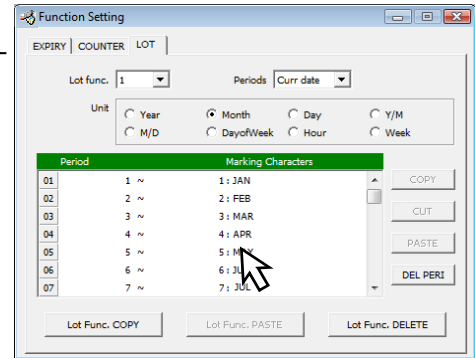 Function Setting
EXPIRY COUNTER LOT
Lot func. 1 Periods Curr date
Unit Year Month Day Y/M
M/D DayofWeek Hour Week
Period Marking Characters
01 1 ~ 1: JAN COPY
02 2 ~ 2: FEB
03 3 ~ 3: MAR CUT
04 4 ~ 4: APR
05 5 ~ 5: PASTE
06 6 ~ 6:
07 7 ~ 7: JUL DEL PERI
Lot Func. COPY Lot Func. PASTE Lot Func. DELETE